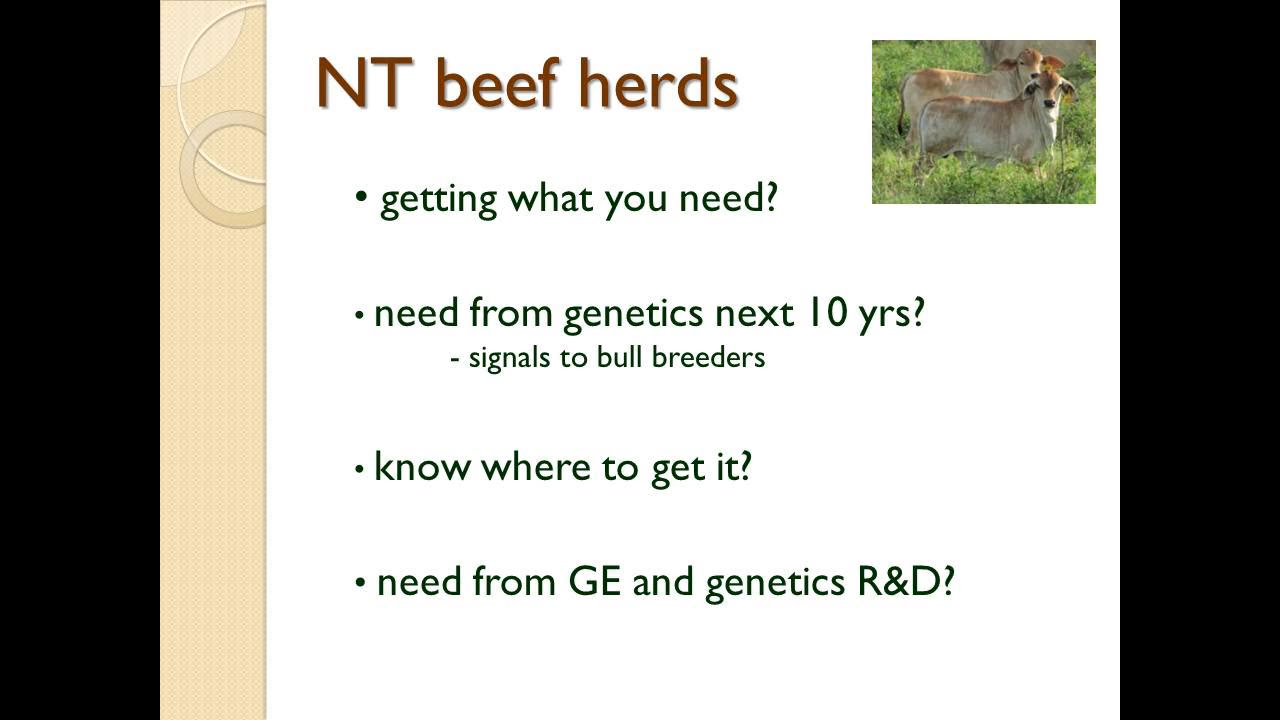 NT beef herds
• getting what you need?
• need from genetics next 10 yrs?
- signals to bull breeders
• know where to get it?
• need from GE and genetics R&D?